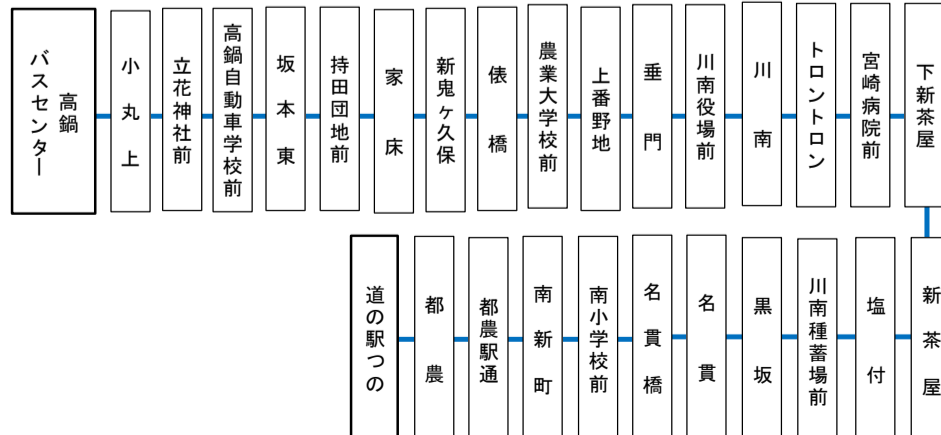 高鍋
バスセンター
小丸上
立花神社前
高鍋自動車学校前
坂本東
持田団地前
家床
新鬼ヶ久保
俵橋
農業大学校前
上番野地
垂門
川南役場前
川南
トロントロン
宮崎病院前
下新茶屋
新茶屋
塩付
川南種蓄場前
黒坂
名貫
名貫橋
南小学校前
南新町
都農駅通
都農
道の駅つの